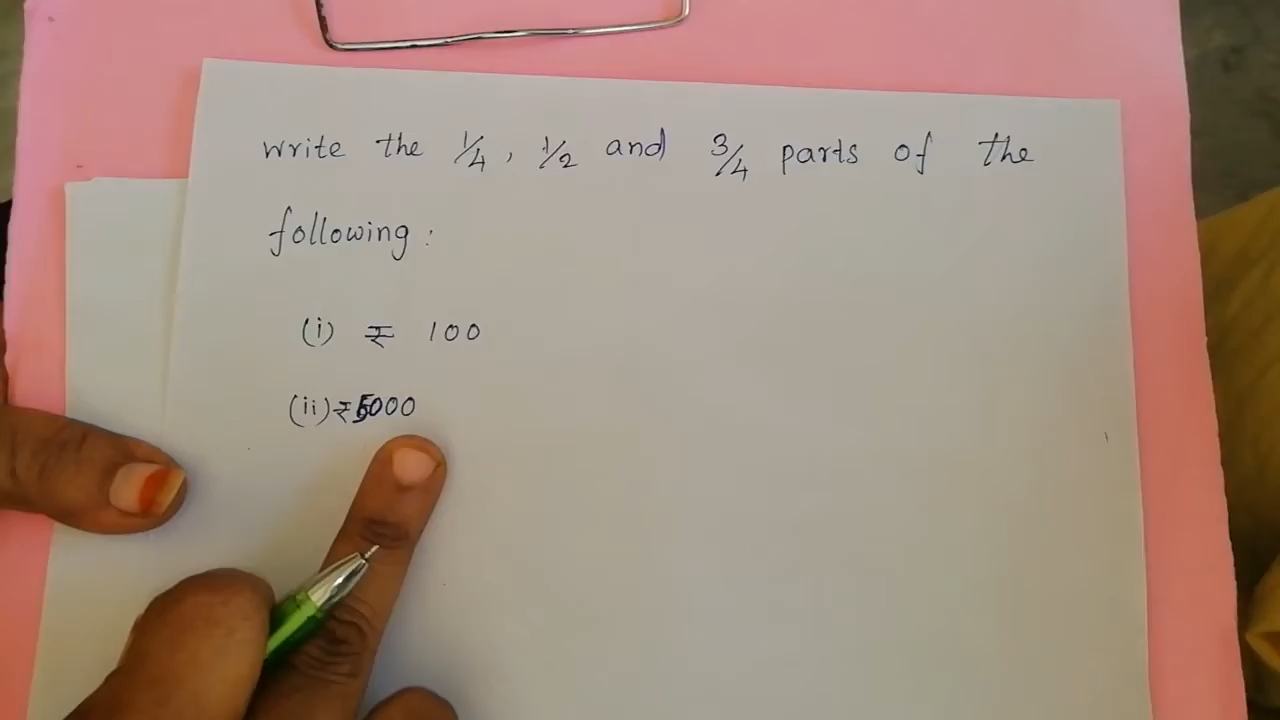 write the 1/4, 1/2 and 3/4 parts of the
following:
(i) ₹ 100
(ii) ₹5000